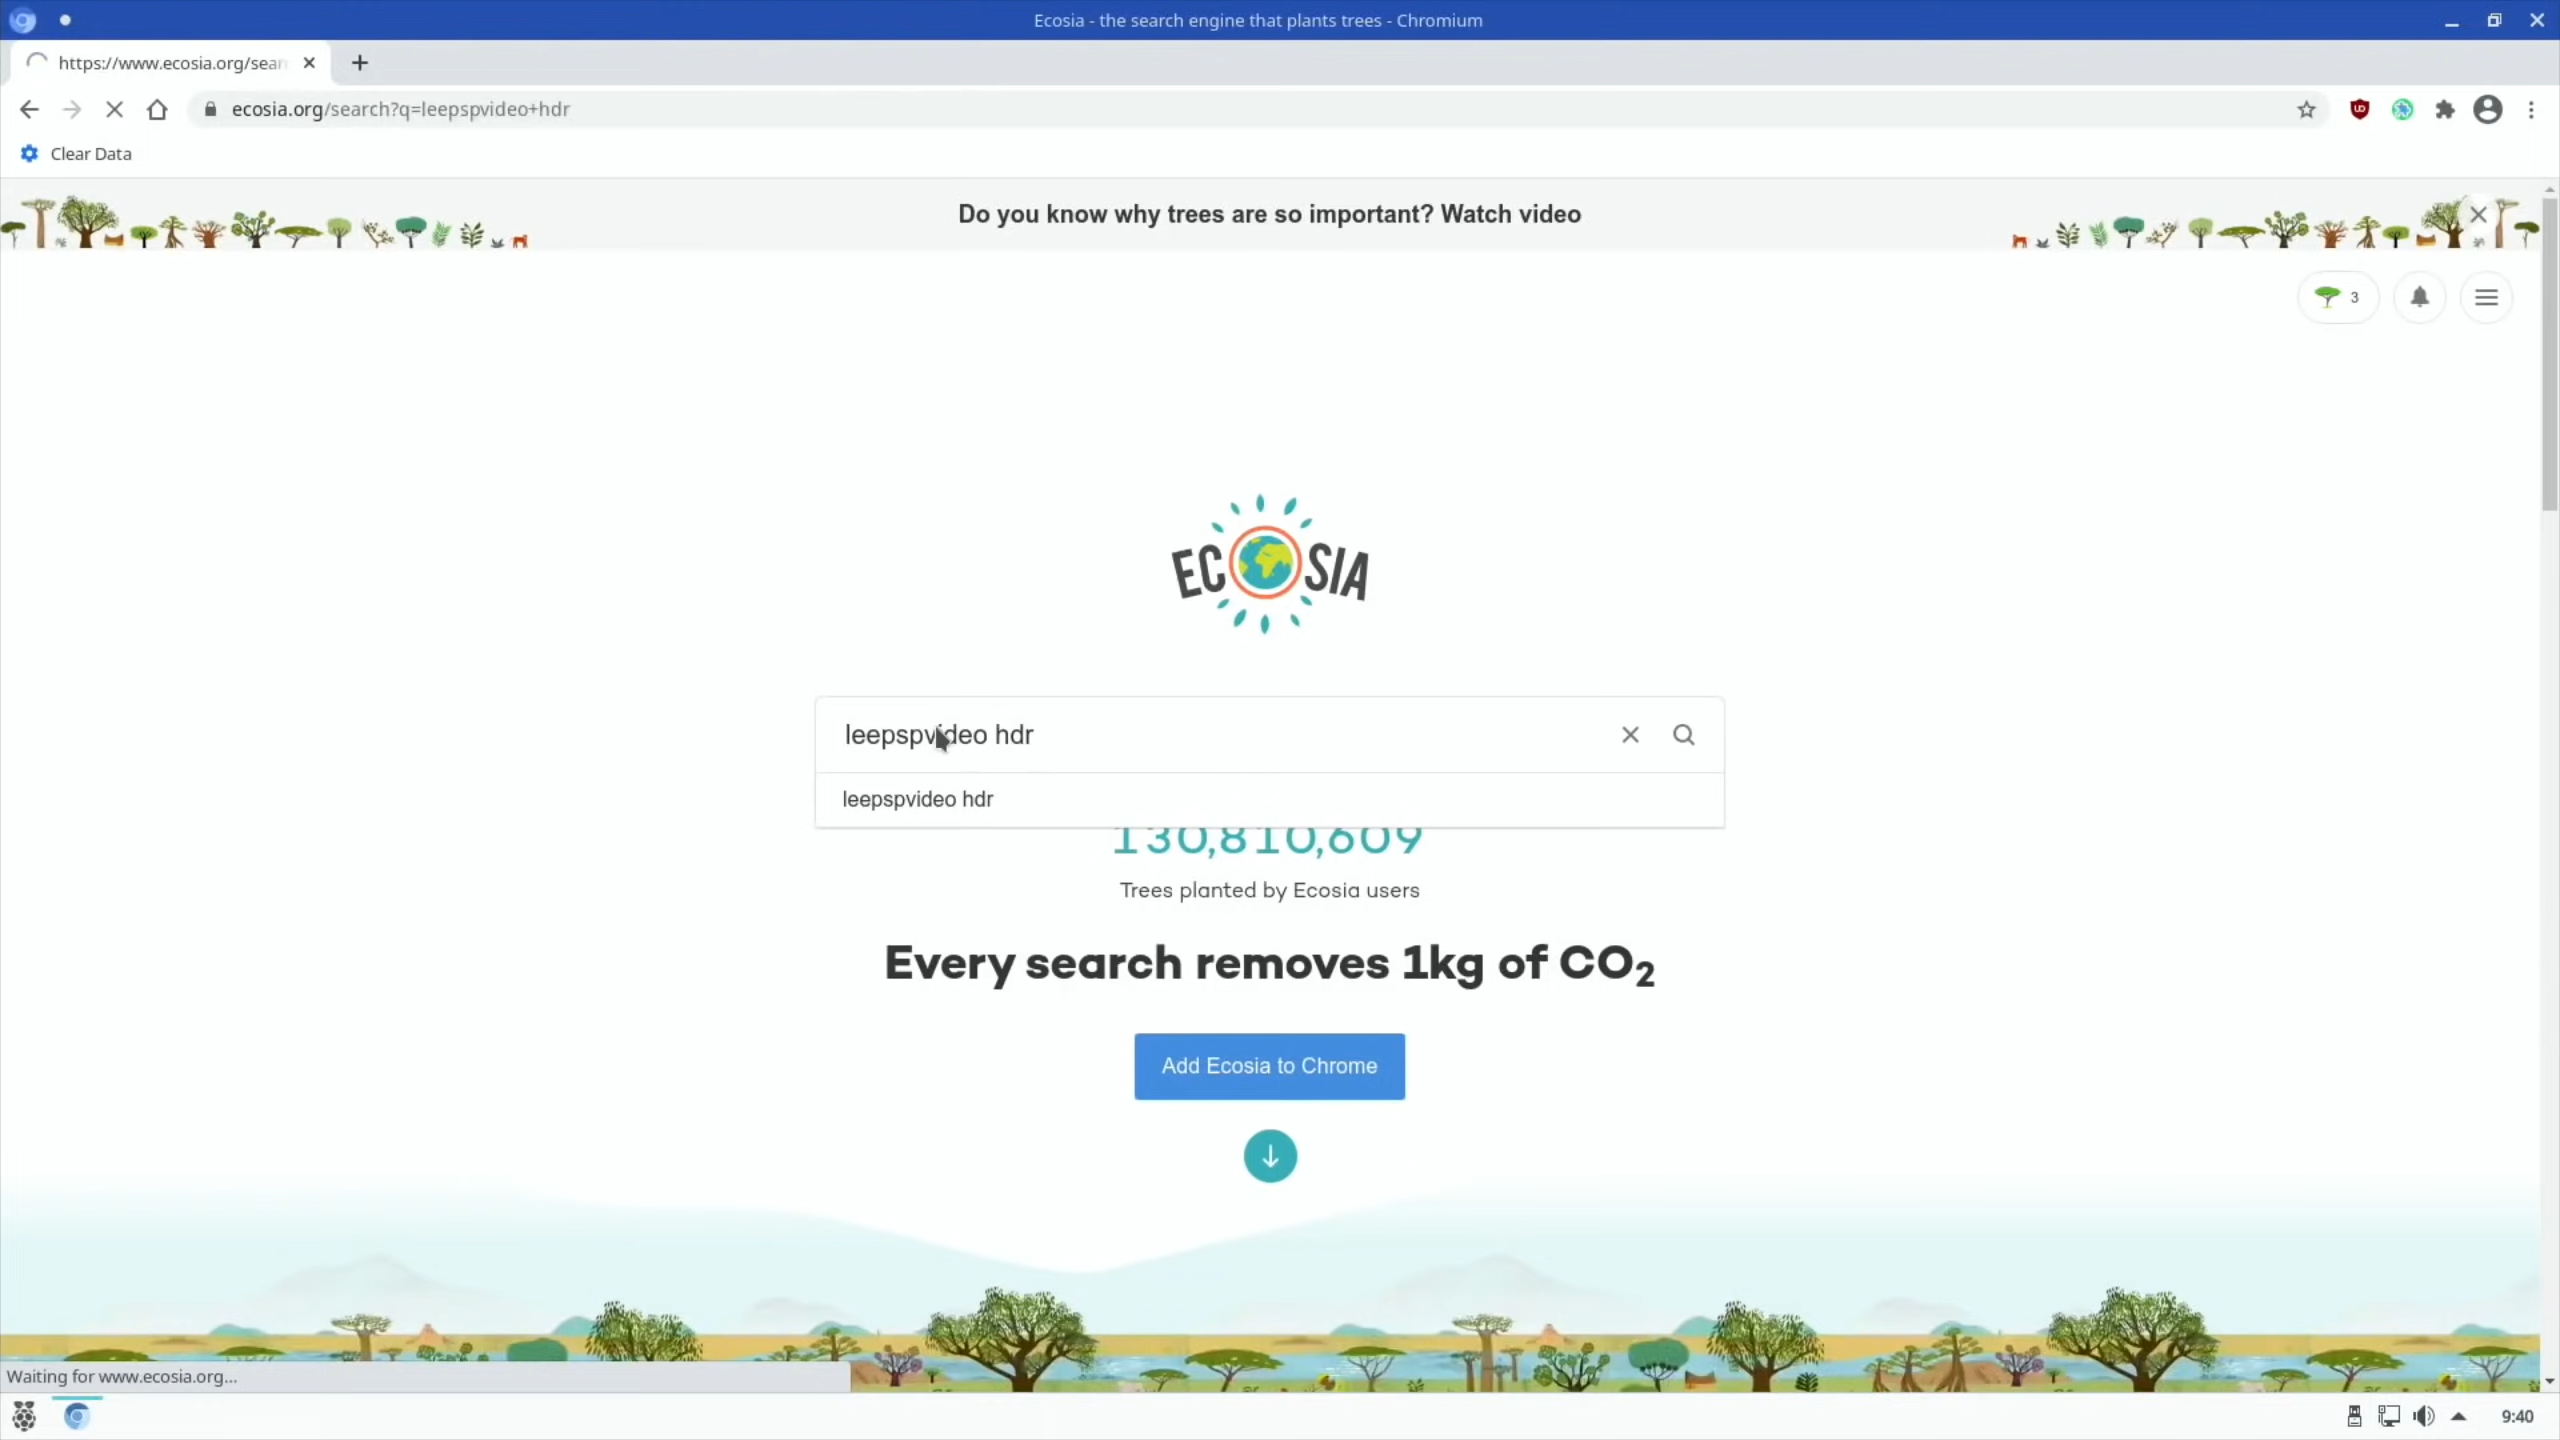 Ecosia - the search engine that plants trees - Chromium
https://www.ecosia.org/sear
ecosia.org/search?q=leepspvideo+hdr
Clear Data
Do you know why trees are so important? Watch video
3
ECOSIA
leepspvideo hdr
leepspvideo hdr
130,810,609
Trees planted by Ecosia users
Every search removes 1kg of CO₂
Add Ecosia to Chrome
Waiting for www.ecosia.org...
9:40